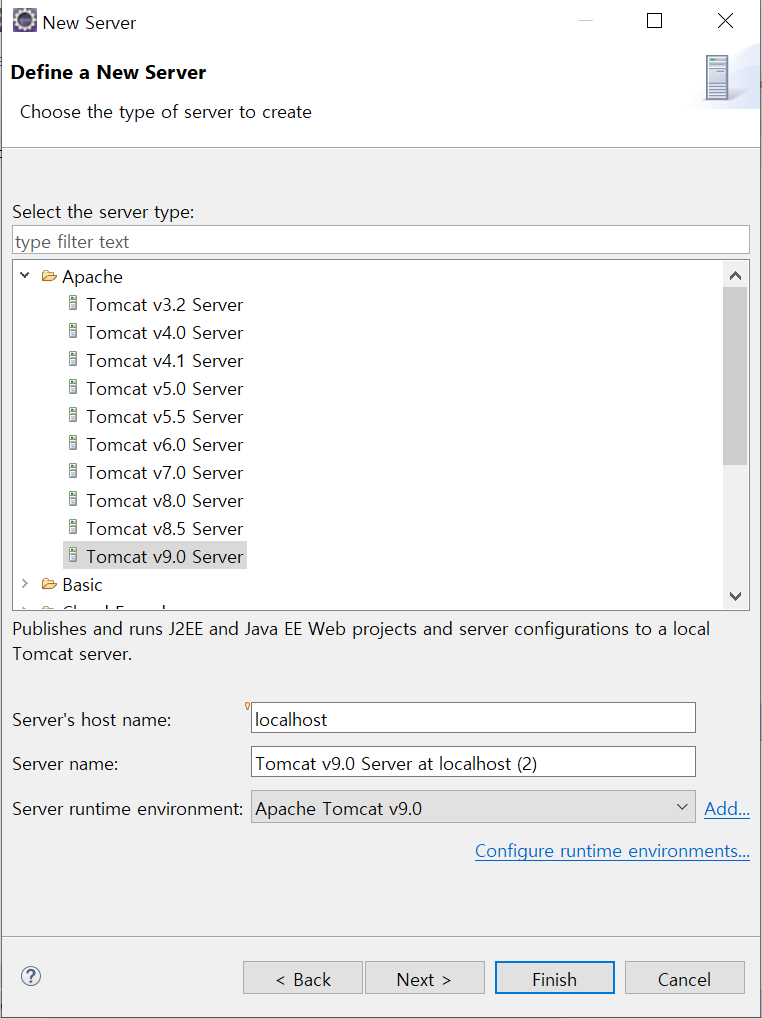 New Server
Define a New Server
Choose the type of server to create
Select the server type:
type filter text
Apache
Tomcat v3.2 Server
Tomcat v4.0 Server
Tomcat v4.1 Server
Tomcat v5.0 Server
Tomcat v5.5 Server
Tomcat v6.0 Server
Tomcat v7.0 Server
Tomcat v8.0 Server
Tomcat v8.5 Server
Tomcat v9.0 Server
Basic
Publishes and runs J2EE and Java EE Web projects and server configurations to a local
Tomcat server.
Server's host name: localhost
Server name: Tomcat v9.0 Server at localhost (2)
Server runtime environment: Apache Tomcat v9.0 Add...
Configure runtime environments...
? < Back Next > Finish Cancel